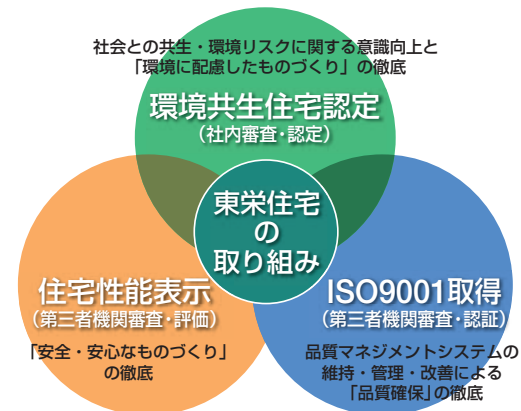 社会との共生・環境リスクに関する意識向上と
「環境に配慮したものづくり」の徹底
環境共生住宅認定
（社内審査・認定）
東栄住宅
の
取り組み
住宅性能表示
（第三者機関審査・評価）
「安全・安心なものづくり」
の徹底
ISO9001取得
（第三者機関審査・認証）
品質マネジメントシステムの
維持・管理・改善による
「品質確保」の徹底